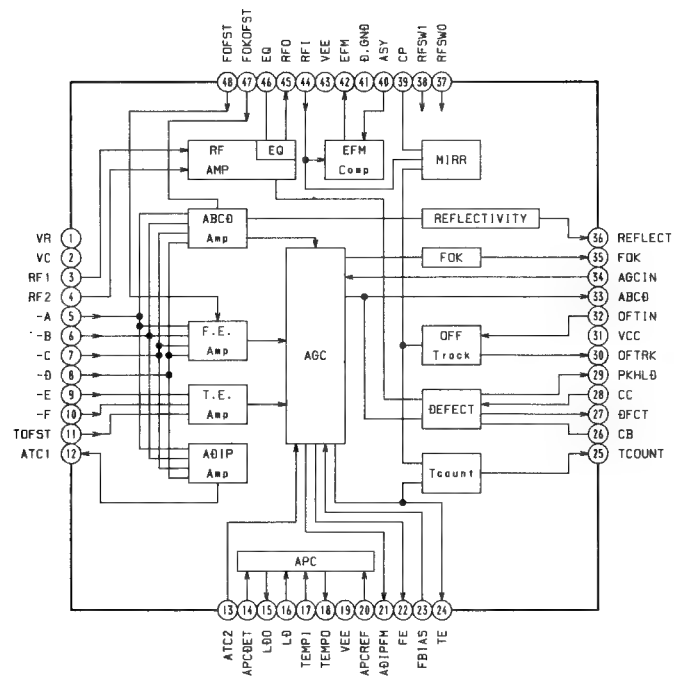 FOFST
FOKOFST
EQ
RFO
RFI
VEE
EFM
D.GND
ASY
CP
RFSW1
RFSW0
48 47 46 45 44 43 42 41 40 39 38 37
RF EQ
AMP
EFM
Comp
MIRR
ABCD
Amp
REFLECTIVITY
FOK
AGC
F.E.
Amp
OFF
Track
T.E.
Amp
DEFECT
ADIP
Amp
Tcount
APC
VR 1
VC 2
RF1 3
RF2 4
-A 5
-B 6
-C 7
-D 8
-E 9
-F 10
TOFST 11
ATC1 12
36 REFLECT
35 FOK
34 AGCIN
33 ABCD
32 OFTIN
31 VCC
30 OFTRK
29 PKHLD
28 CC
27 DFCT
26 CB
25 TCOUNT
13 14 15 16 17 18 19 20 21 22 23 24
ATC2
APCDET
LDO
LD
TEMPI
TEMPO
VEE
APCREF
ADIPFM
FE
FBIAS
TE